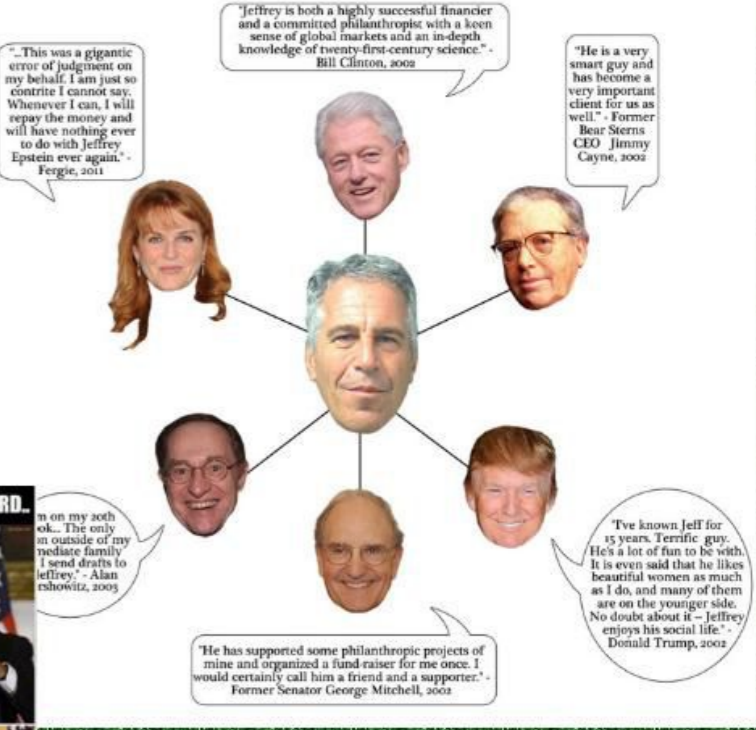 "Jeffrey is both a highly successful financier
and a committed philanthropist with a keen
sense of global markets and an in-depth
knowledge of twenty-first-century science." -
Bill Clinton, 2002
"...This was a gigantic
error of judgment on
my behalf. I am just so
contrite I cannot say.
Whenever I can, I will
repay the money and
will have nothing ever
to do with Jeffrey
Epstein ever again." -
Fergie, 2011
"He is a very
smart guy and
has become a
very important
client for us as
well." - Former
Bear Sterns
CEO Jimmy
Cayne, 2002
RD..
n on my 20th
ok... The only
n outside of my
mediate family
I send drafts to
Jeffrey." - Alan
rshowitz, 2003
"I've known Jeff for
15 years. Terrific guy.
He's a lot of fun to be with.
It is even said that he likes
beautiful women as much
as I do, and many of them
are on the younger side.
No doubt about it – Jeffrey
enjoys his social life." -
Donald Trump, 2002
"He has supported some philanthropic projects of
mine and organized a fund-raiser for me once. I
would certainly call him a friend and a supporter." -
Former Senator George Mitchell, 2002